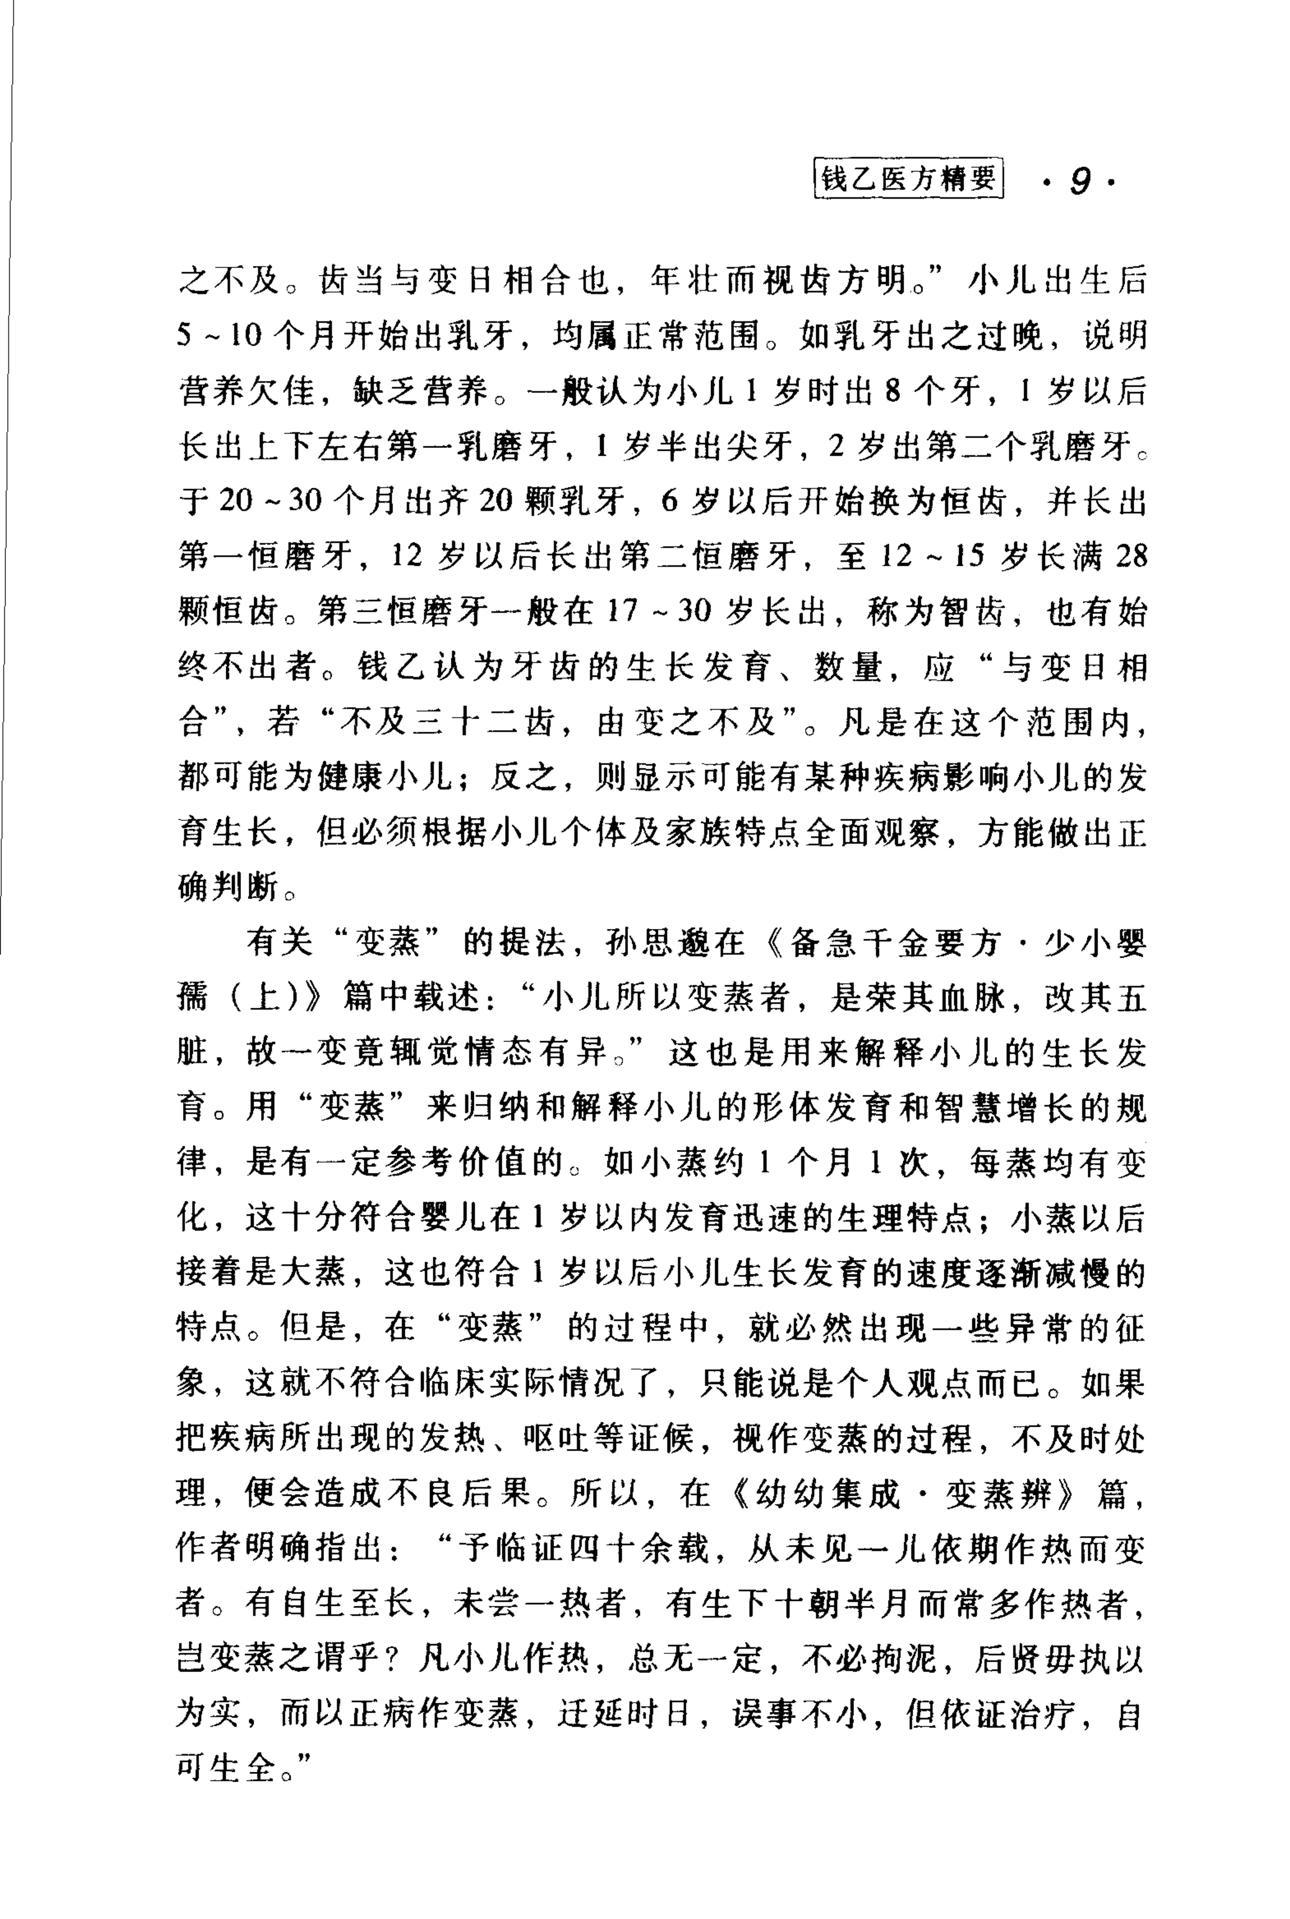 钱乙医方精要 ·9·
之不及。齿当与变日相合也，年壮而视齿方明。”小儿出生后
5～10个月开始出乳牙，均属正常范围。如乳牙出之过晚，说明
营养欠佳，缺乏营养。一般认为小儿1岁时出8个牙，1岁以后
长出上下左右第一乳磨牙，1岁半出尖牙，2岁出第二个乳磨牙。
于20～30个月出齐20颗乳牙，6岁以后开始换为恒齿，并长出
第一恒磨牙，12岁以后长出第二恒磨牙，至12～15岁长满28
颗恒齿。第三恒磨牙一般在17～30岁长出，称为智齿，也有始
终不出者。钱乙认为牙齿的生长发育、数量，应“与变日相
合”，若“不及三十二齿，由变之不及”。凡是在这个范围内，
都可能为健康小儿；反之，则显示可能有某种疾病影响小儿的发
育生长，但必须根据小儿个体及家族特点全面观察，方能做出正
确判断。
有关“变蒸”的提法，孙思邈在《备急千金要方·少小婴
孺（上）》篇中载述：“小儿所以变蒸者，是荣其血脉，改其五
脏，故一变竟辄觉情态有异。”这也是用来解释小儿的生长发
育。用“变蒸”来归纳和解释小儿的形体发育和智慧增长的规
律，是有一定参考价值的。如小蒸约1个月1次，每蒸均有变
化，这十分符合婴儿在1岁以内发育迅速的生理特点；小蒸以后
接着是大蒸，这也符合1岁以后小儿生长发育的速度逐渐减慢的
特点。但是，在“变蒸”的过程中，就必然出现一些异常的征
象，这就不符合临床实际情况了，只能说是个人观点而已。如果
把疾病所出现的发热、呕吐等证候，视作变蒸的过程，不及时处
理，便会造成不良后果。所以，在《幼幼集成·变蒸辨》篇，
作者明确指出：“予临证四十余载，从未见一儿依期作热而变
者。有自生至长，未尝一热者，有生下十朝半月而常多作热者，
岂变蒸之谓乎？凡小儿作热，总无一定，不必拘泥，后贤毋执以
为实，而以正病作变蒸，迁延时日，误事不小，但依证治疗，自
可生全。”